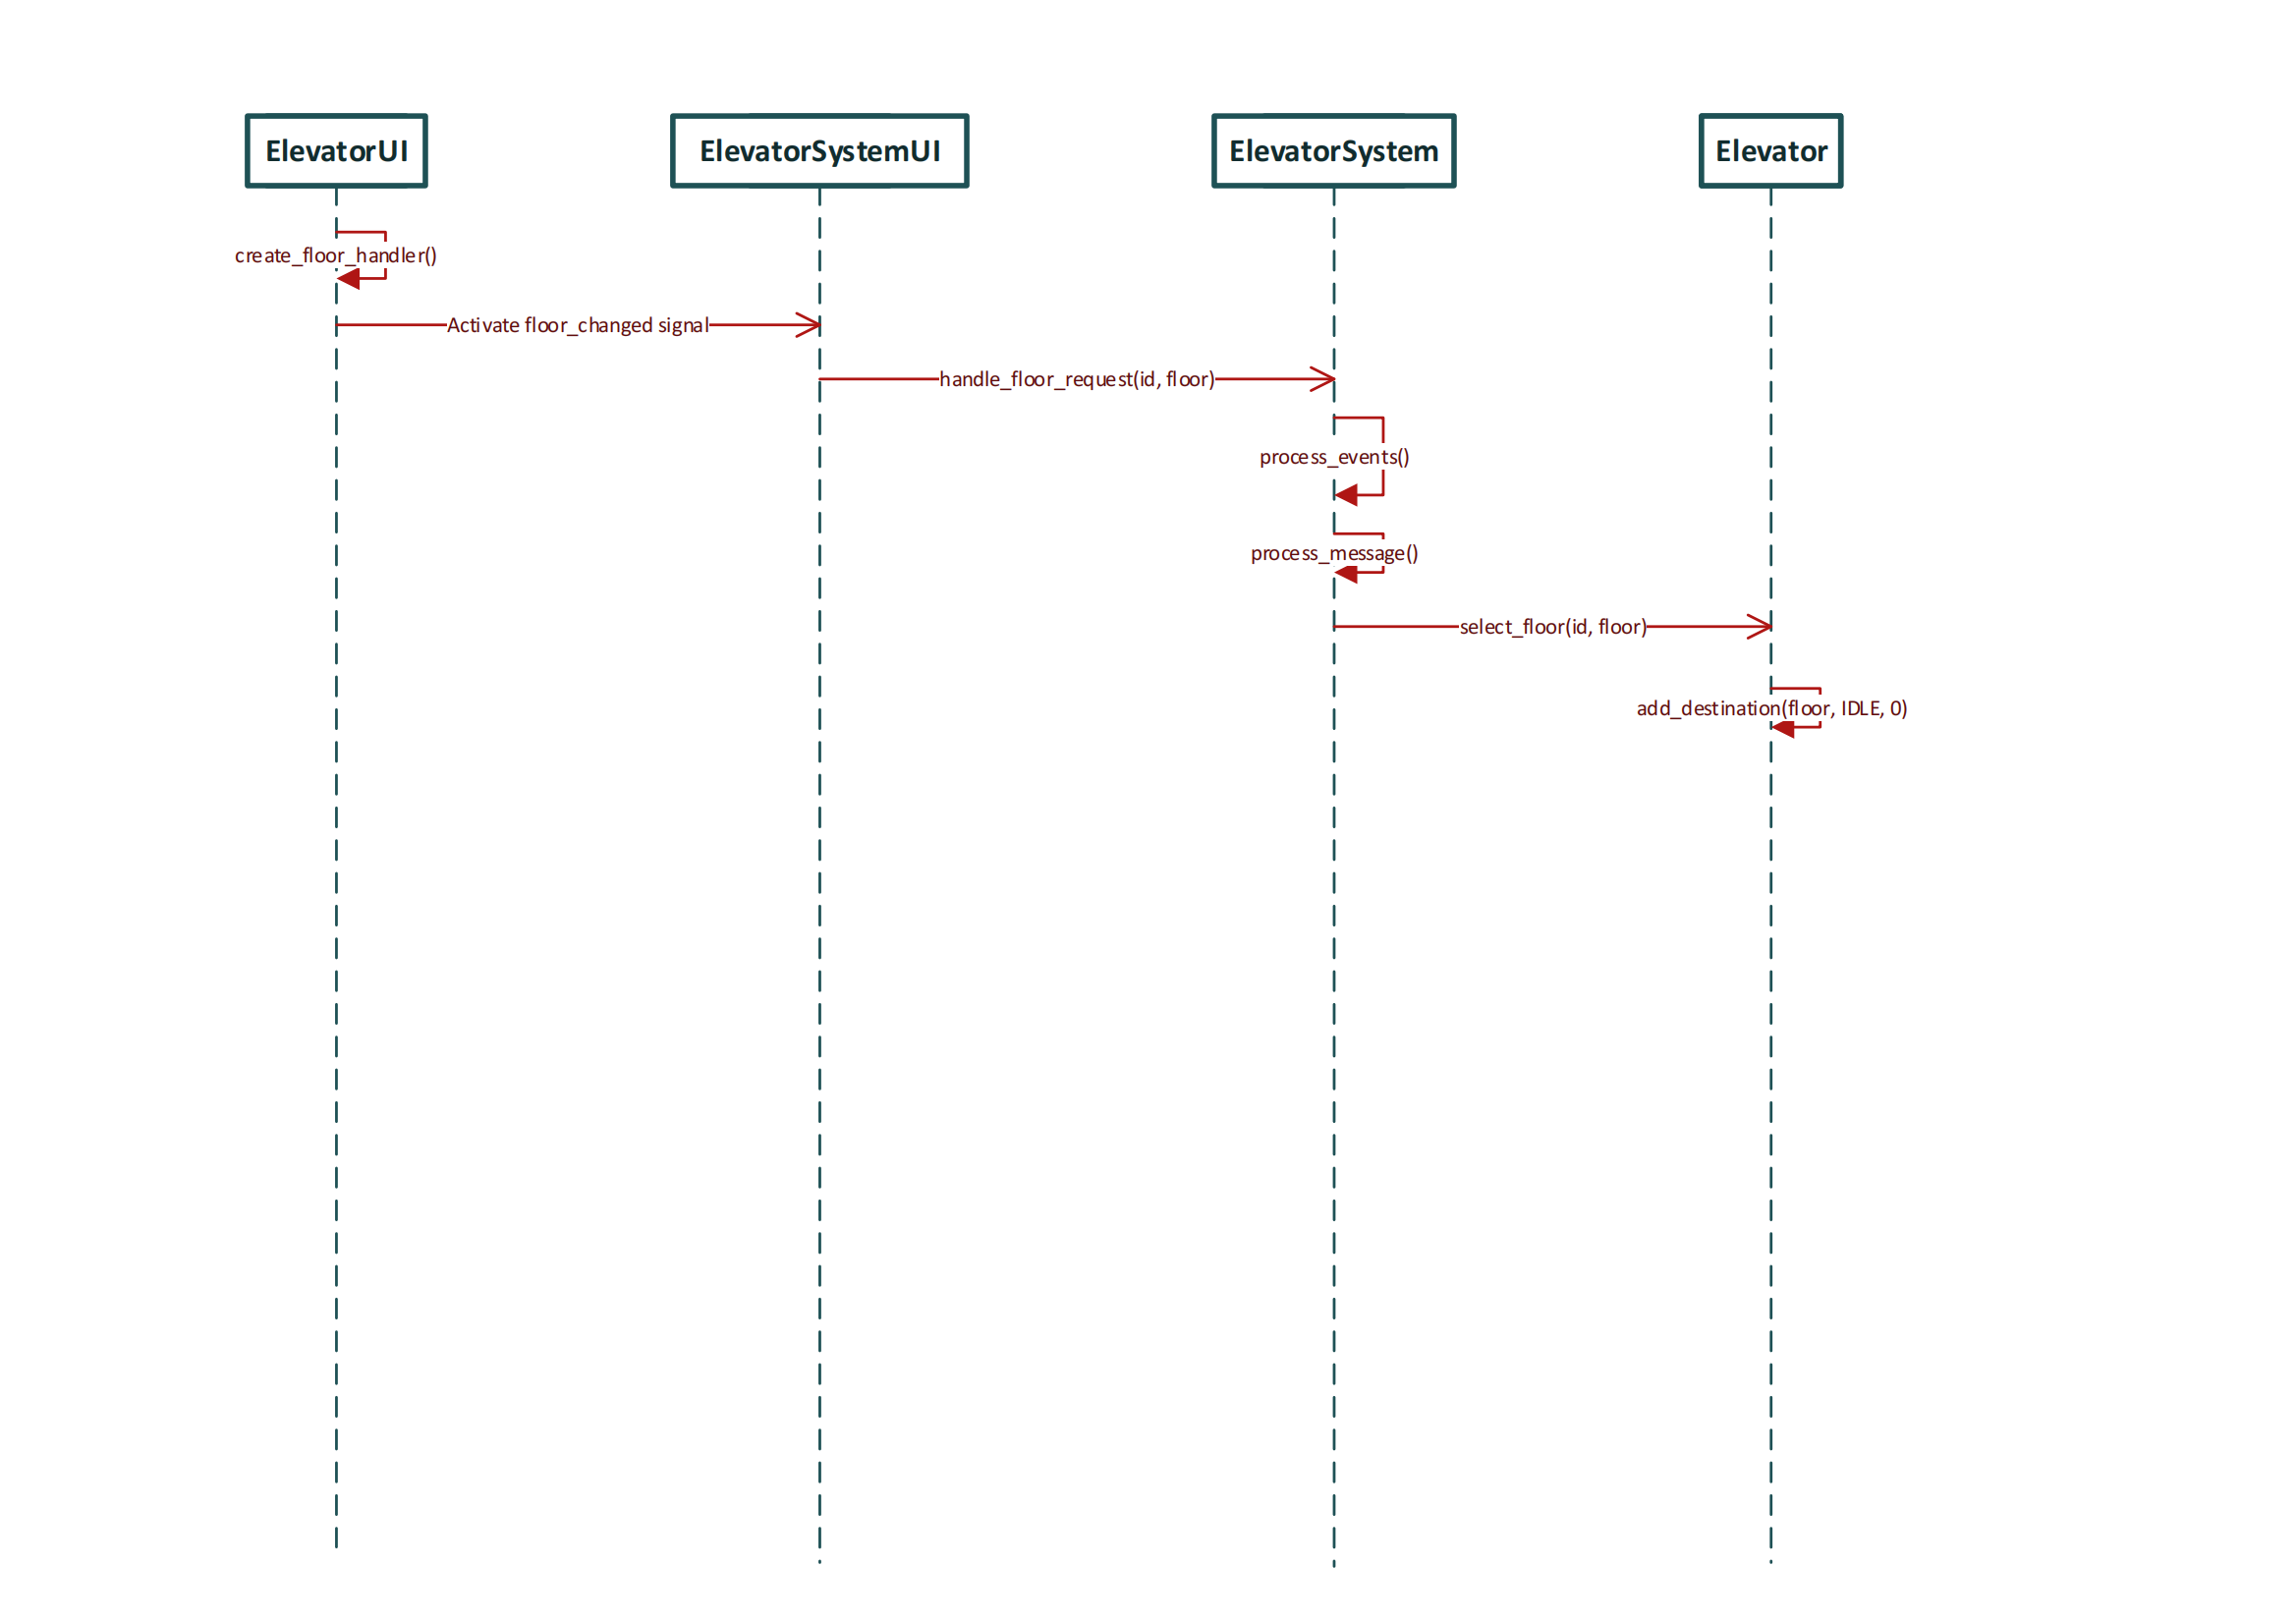 ElevatorUI
ElevatorSystemUI
ElevatorSystem
Elevator
create_floor_handler()
Activate floor_changed signal
handle_floor_request(id, floor)
process_events()
process_message()
select_floor(id, floor)
add_destination(floor, IDLE, 0)